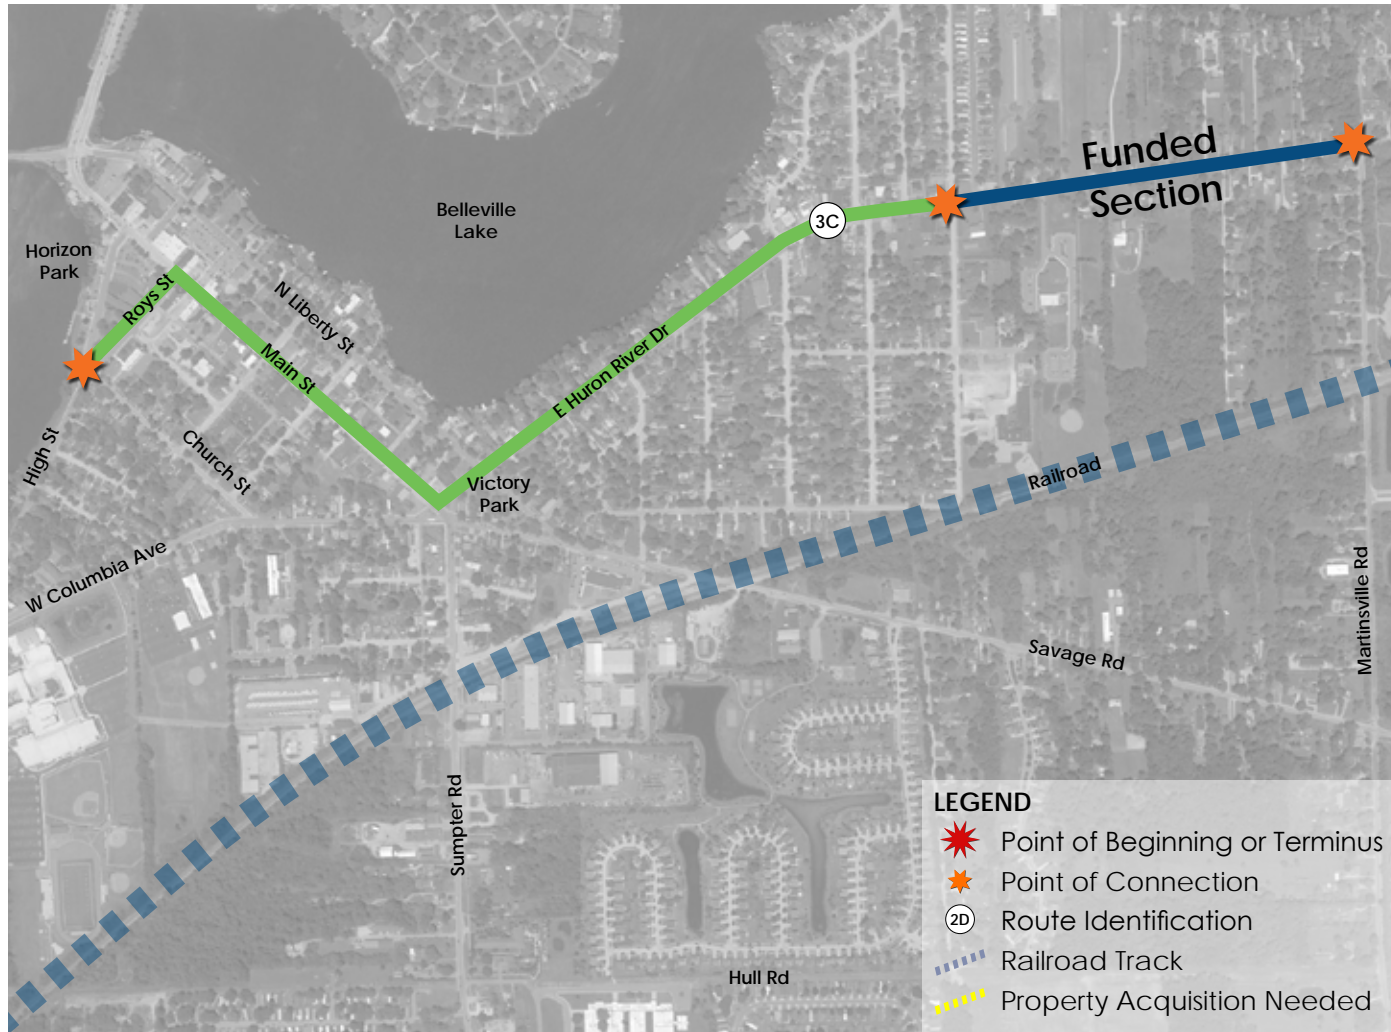 Funded
Section
3C
Belleville
Lake
Horizon
Park
Roys St
N Liberty St
Main St
E Huron River Dr
High St
Church St
Victory
Park
Railroad
W Columbia Ave
Martinsville Rd
Savage Rd
Sumpter Rd
Hull Rd
LEGEND
Point of Beginning or Terminus
Point of Connection
2D Route Identification
Railroad Track
Property Acquisition Needed